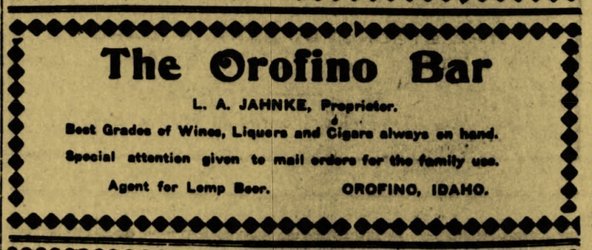 The Orofino Bar
L. A. JAHNKE, Proprietor.
Best Grades of Wines, Liquors and Cigars always on hand.
Special attention given to mail orders for the family use.
Agent for Lemp Beer. OROFINO, IDAHO.